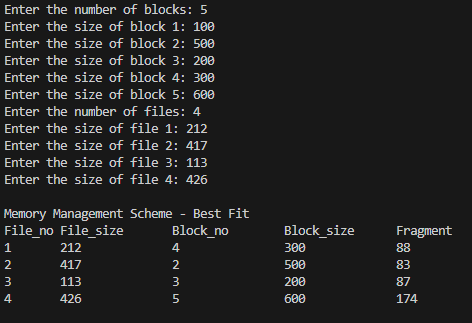 Enter the number of blocks: 5
Enter the size of block 1: 100
Enter the size of block 2: 500
Enter the size of block 3: 200
Enter the size of block 4: 300
Enter the size of block 5: 600
Enter the number of files: 4
Enter the size of file 1: 212
Enter the size of file 2: 417
Enter the size of file 3: 113
Enter the size of file 4: 426
Memory Management Scheme - Best Fit
File_no File_size Block_no Block_size Fragment
1 212 4 300 88
2 417 2 500 83
3 113 3 200 87
4 426 5 600 174